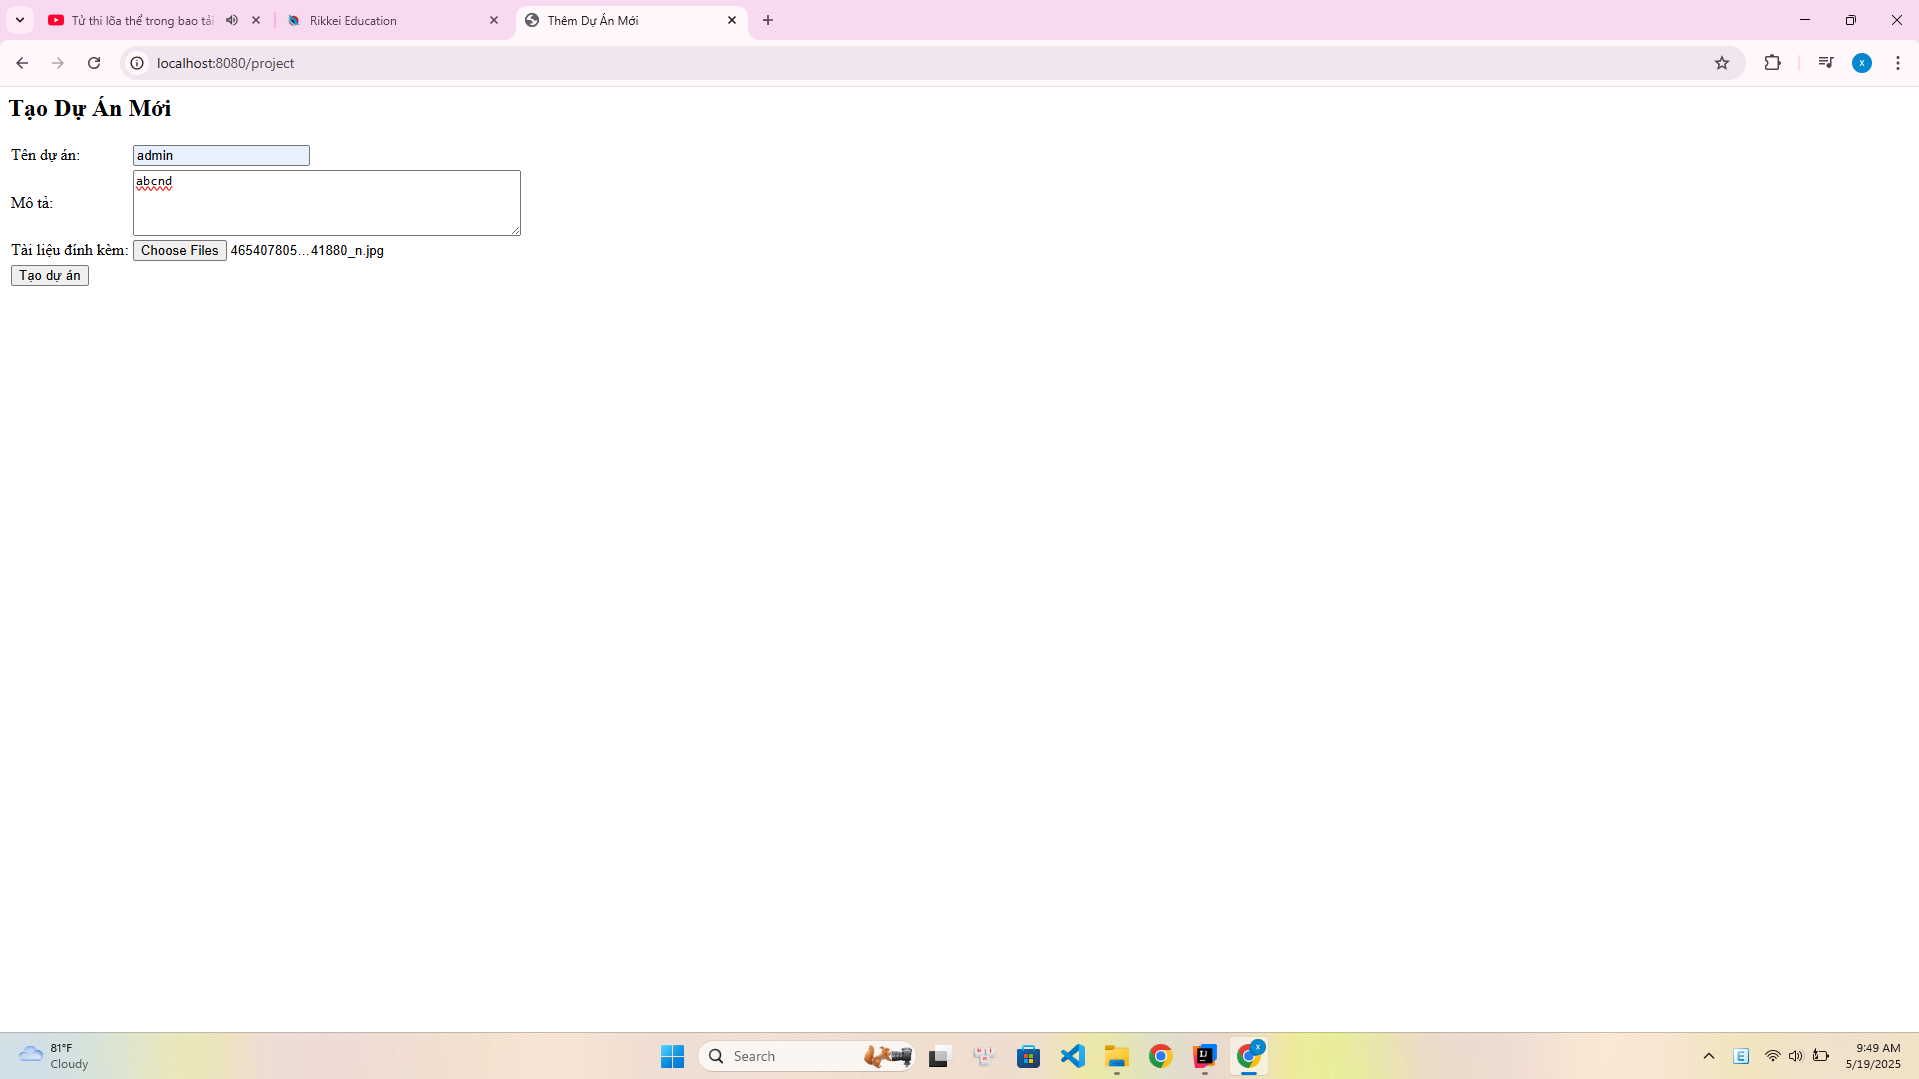 Tử thi lõa thể trong bao tải
Rikkei Education
Thêm Dự Án Mới
localhost:8080/project
x
Tạo Dự Án Mới
Tên dự án: admin
Mô tả: abcnd
Tài liệu đính kèm: Choose Files 465407805...41880_n.jpg
Tạo dự án
81°F
Cloudy
Search
x
E
9:49 AM
5/19/2025